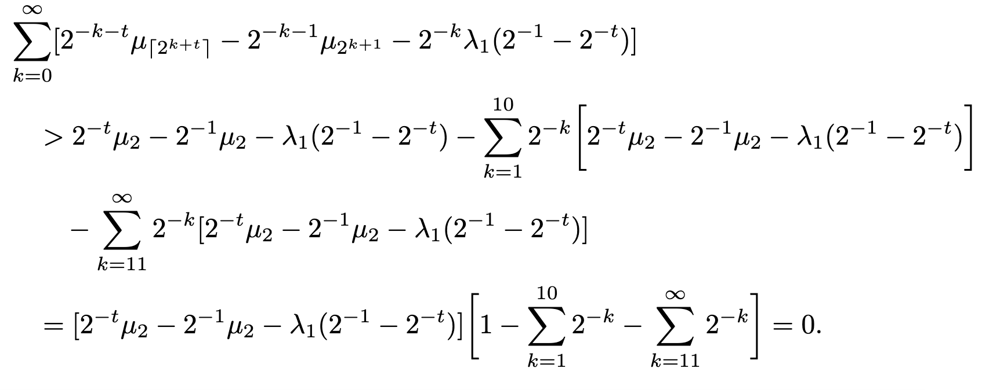 \sum_{k=0}^{\infty} [2^{-k-t} \mu_{\lceil 2^{k+t} \rceil} - 2^{-k-1} \mu_{2^{k+1}} - 2^{-k} \lambda_1 (2^{-1} - 2^{-t})]
> 2^{-t} \mu_2 - 2^{-1} \mu_2 - \lambda_1 (2^{-1} - 2^{-t}) - \sum_{k=1}^{10} 2^{-k} \left[ 2^{-t} \mu_2 - 2^{-1} \mu_2 - \lambda_1 (2^{-1} - 2^{-t}) \right]
- \sum_{k=11}^{\infty} 2^{-k} [2^{-t} \mu_2 - 2^{-1} \mu_2 - \lambda_1 (2^{-1} - 2^{-t})]
= [2^{-t} \mu_2 - 2^{-1} \mu_2 - \lambda_1 (2^{-1} - 2^{-t})] \left[ 1 - \sum_{k=1}^{10} 2^{-k} - \sum_{k=11}^{\infty} 2^{-k} \right] = 0.